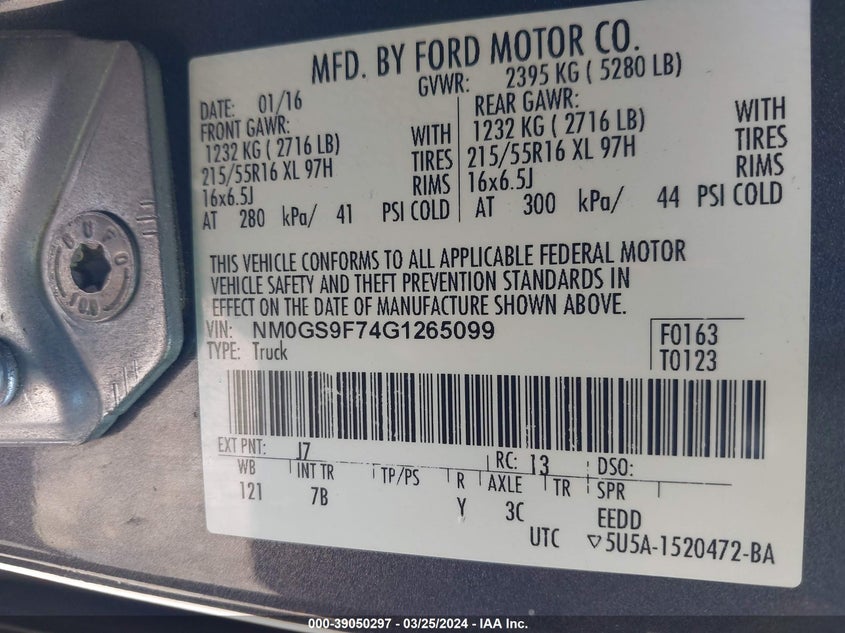 MFD. BY FORD MOTOR CO.
GVWR: 2395 KG ( 5280 LB)
DATE: 01/16
FRONT GAWR:
1232 KG ( 2716 LB) WITH
215/55R16 XL 97H TIRES
16x6.5J RIMS
AT 280 kPa/ 41 PSI COLD
REAR GAWR:
1232 KG ( 2716 LB) WITH
215/55R16 XL 97H TIRES
16x6.5J RIMS
AT 300 kPa/ 44 PSI COLD
THIS VEHICLE CONFORMS TO ALL APPLICABLE FEDERAL MOTOR
VEHICLE SAFETY AND THEFT PREVENTION STANDARDS IN
EFFECT ON THE DATE OF MANUFACTURE SHOWN ABOVE.
VIN: NM0GS9F74G1265099
TYPE: Truck
F0163
T0123
EXT PNT: J7 RC: 13 DSO:
WB INT TR TP/PS R AXLE TR SPR
121 7B Y 3C EEDD
UTC ▽5U5A-1520472-BA
000-39050297 - 03/25/2024 - IAA Inc.